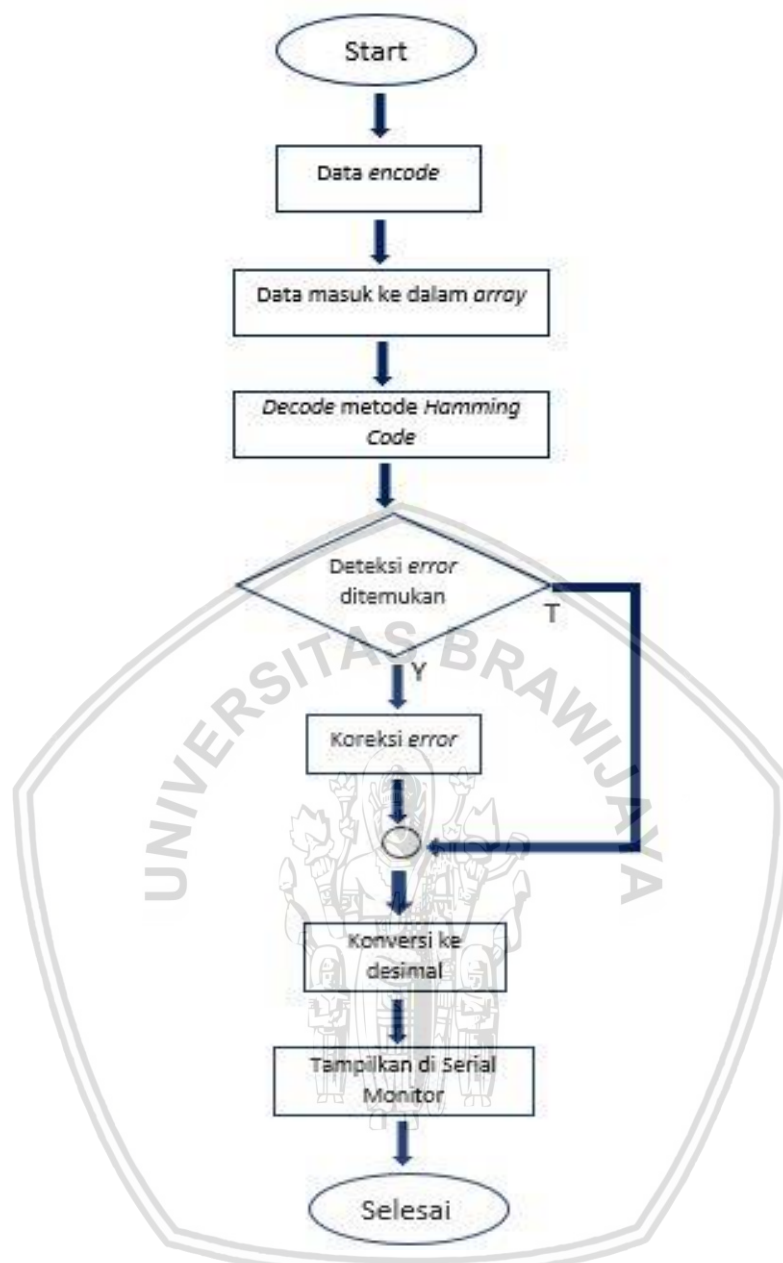 Start
Data encode
Data masuk ke dalam array
Decode metode Hamming
Code
Deteksi error
ditemukan
T
Y
Koreksi error
Konversi ke
desimal
Tampilkan di Serial
Monitor
Selesai
UNIVERSITAS BRAWIJAYA